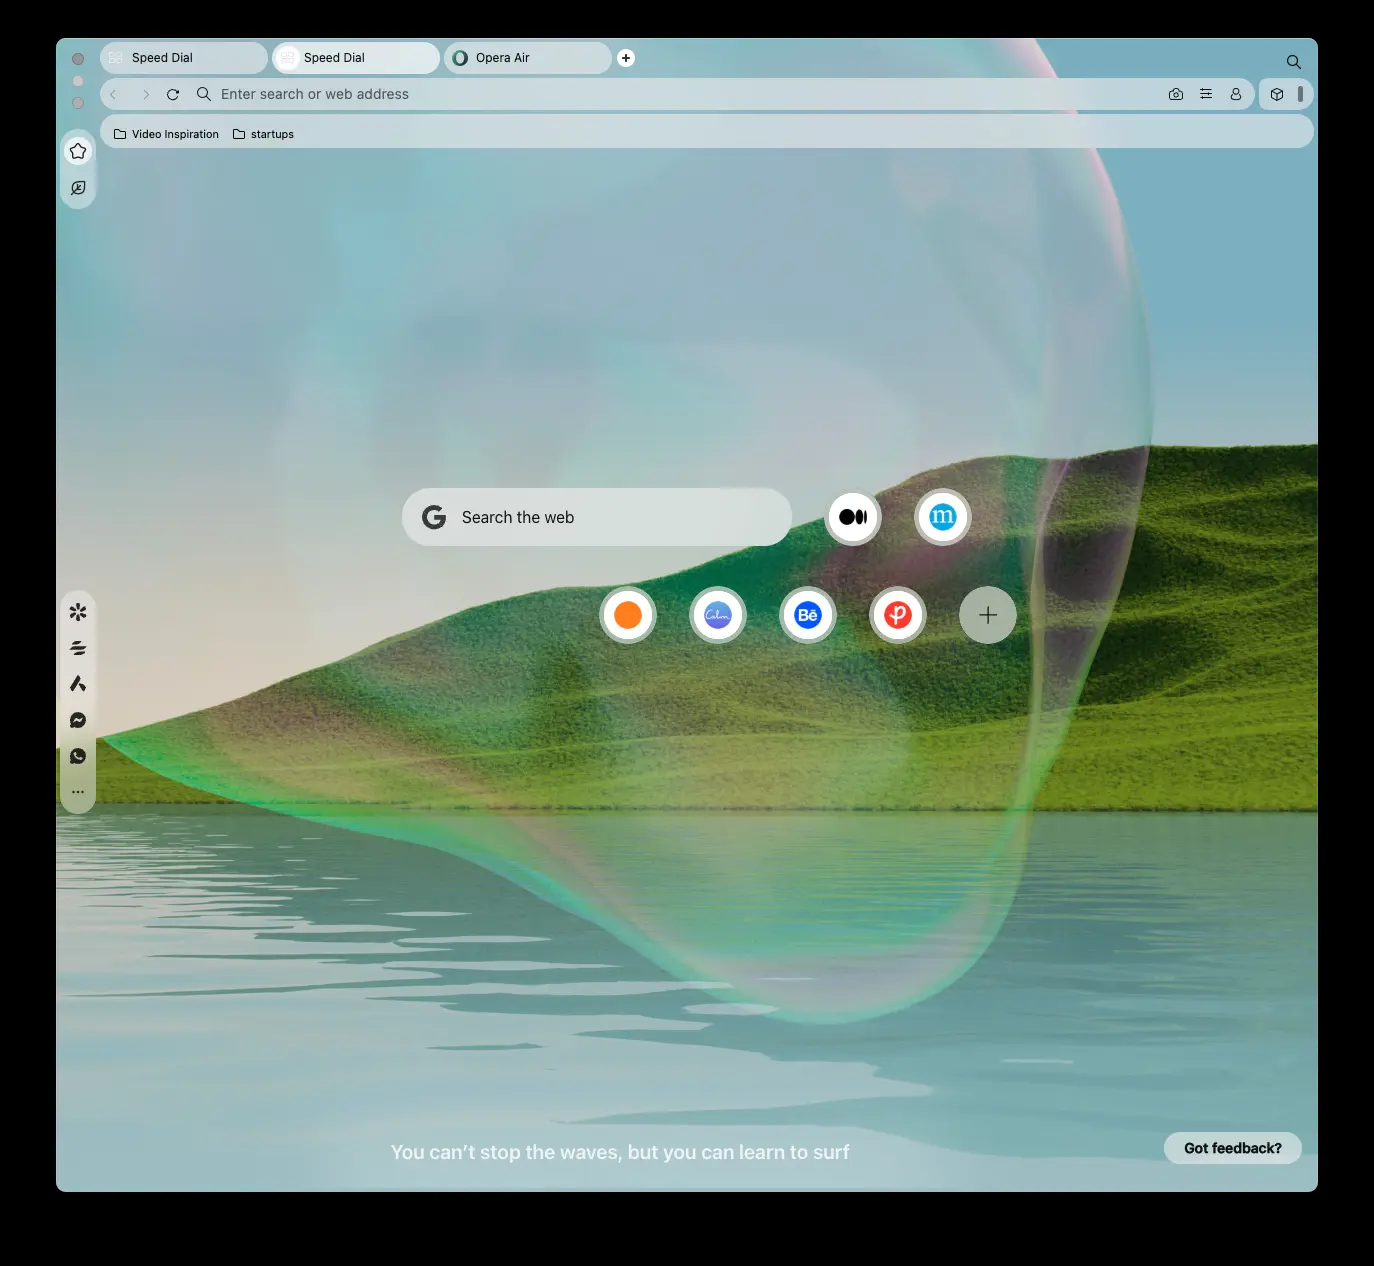 Speed Dial
Speed Dial
Opera Air
Enter search or web address
Video Inspiration
startups
Search the web
m
Calm
Bē
You can’t stop the waves, but you can learn to surf
Got feedback?